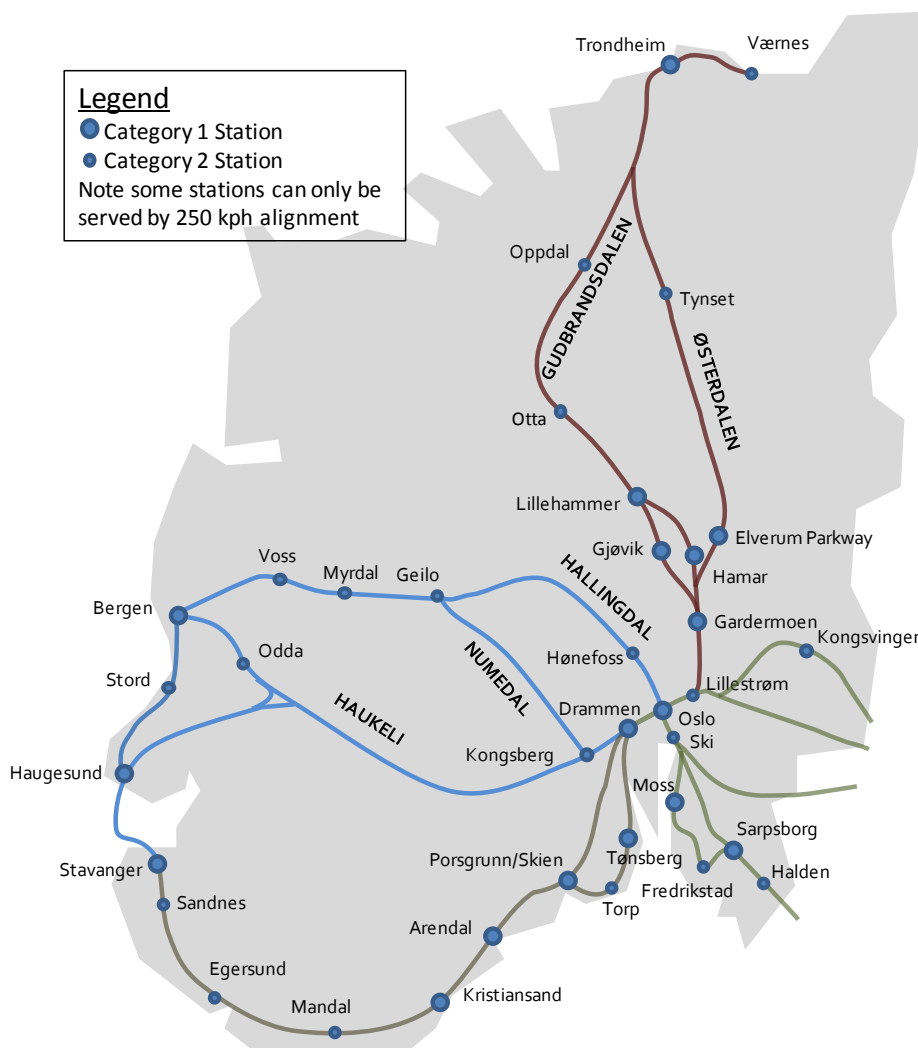 Trondheim
Værnes
Legend
Category 1 Station
Category 2 Station
Note some stations can only be
served by 250 kph alignment
Oppdal
GUDBRANDSDALEN
Tynset
ØSTERDALEN
Otta
Lillehammer
Elverum Parkway
Gjøvik
Hamar
Voss
Myrdal
Geilo
HALLINGDAL
Bergen
Gardermoen
Kongsvinger
Odda
NUMEDAL
Hønefoss
Stord
Lillestrøm
HAUKELI
Drammen
Oslo
Ski
Kongsberg
Haugesund
Moss
Sarpsborg
Stavanger
Porsgrunn/Skien
Tønsberg
Fredrikstad
Halden
Sandnes
Torp
Arendal
Egersund
Mandal
Kristiansand